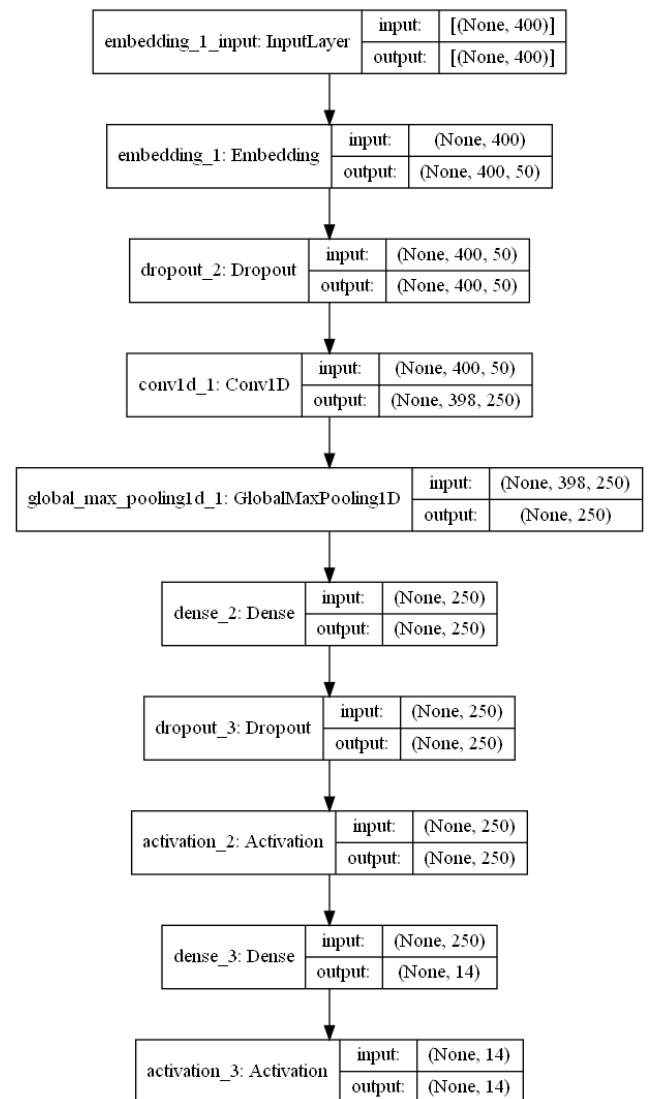 embedding_1_input: InputLayer
input: [(None, 400)]
output: [(None, 400)]
embedding_1: Embedding
input: (None, 400)
output: (None, 400, 50)
dropout_2: Dropout
input: (None, 400, 50)
output: (None, 400, 50)
conv1d_1: Conv1D
input: (None, 400, 50)
output: (None, 398, 250)
global_max_pooling1d_1: GlobalMaxPooling1D
input: (None, 398, 250)
output: (None, 250)
dense_2: Dense
input: (None, 250)
output: (None, 250)
dropout_3: Dropout
input: (None, 250)
output: (None, 250)
activation_2: Activation
input: (None, 250)
output: (None, 250)
dense_3: Dense
input: (None, 250)
output: (None, 14)
activation_3: Activation
input: (None, 14)
output: (None, 14)